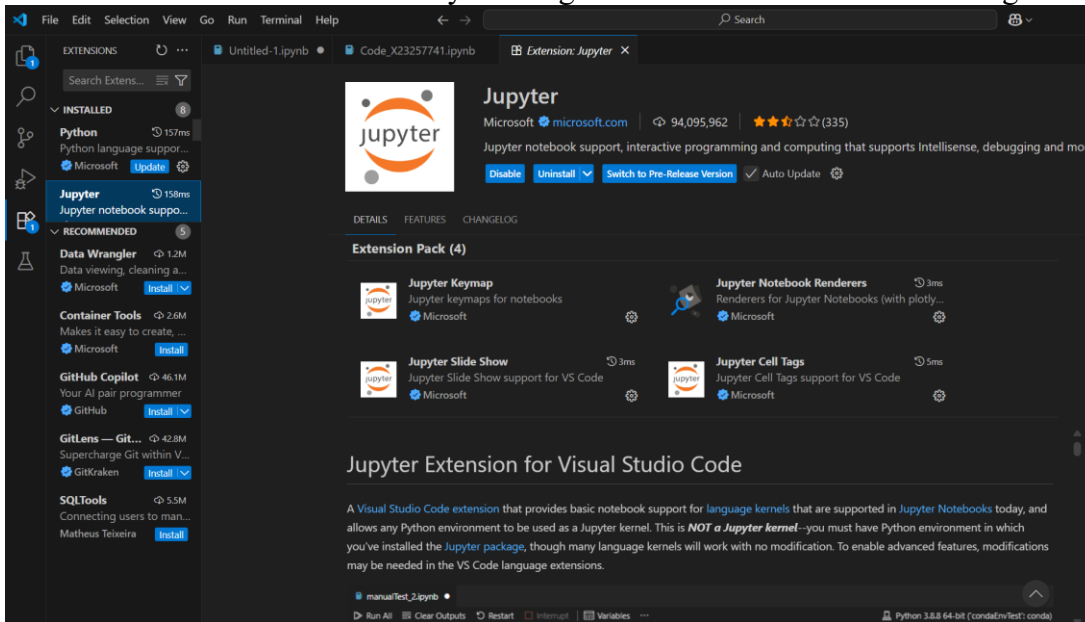 File Edit Selection View Go Run Terminal Help
Search
EXTENSIONS
Untitled-1.ipynb
Code_X23257741.ipynb
Extension: Jupyter
Search Extens...
INSTALLED 8
Python 157ms
Python language suppor...
Microsoft Update
Jupyter 158ms
Jupyter notebook suppo...
RECOMMENDED 5
Data Wrangler 1.2M
Data viewing, cleaning a...
Microsoft Install
Container Tools 2.6M
Makes it easy to create, ...
Microsoft Install
GitHub Copilot 46.1M
Your AI pair programmer
GitHub Install
GitLens — Git... 42.8M
Supercharge Git within V...
GitKraken Install
SQLTools 5.5M
Connecting users to man...
Matheus Teixeira Install
jupyter
Jupyter
Microsoft microsoft.com 94,095,962 (335)
Jupyter notebook support, interactive programming and computing that supports Intellisense, debugging and mo
Disable Uninstall Switch to Pre-Release Version Auto Update
DETAILS FEATURES CHANGELOG
Extension Pack (4)
Jupyter Keymap
Jupyter keymaps for notebooks
Microsoft
Jupyter Notebook Renderers 3ms
Renderers for Jupyter Notebooks (with plotly...
Microsoft
Jupyter Slide Show 3ms
Jupyter Slide Show support for VS Code
Microsoft
Jupyter Cell Tags 5ms
Jupyter Cell Tags support for VS Code
Microsoft
Jupyter Extension for Visual Studio Code
A Visual Studio Code extension that provides basic notebook support for language kernels that are supported in Jupyter Notebooks today, and
allows any Python environment to be used as a Jupyter kernel. This is NOT a Jupyter kernel--you must have Python environment in which
you've installed the Jupyter package, though many language kernels will work with no modification. To enable advanced features, modifications
may be needed in the VS Code language extensions.
manualTest_2.ipynb
Run All Clear Outputs Restart Interrupt Variables ... Python 3.8.8 64-bit ('condaEnvTest': conda)